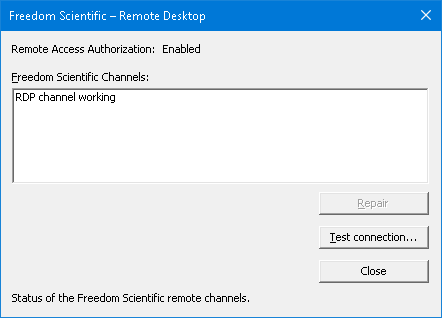 Freedom Scientific – Remote Desktop
Remote Access Authorization: Enabled
Freedom Scientific Channels:
RDP channel working
Repair
Test connection...
Close
Status of the Freedom Scientific remote channels.